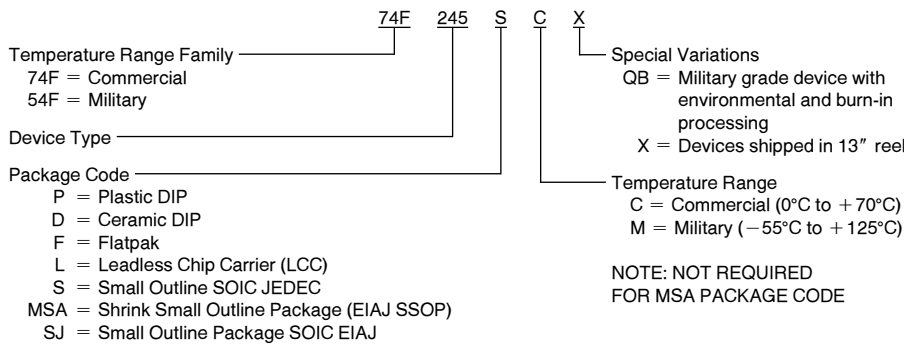 74F 245 S C X
Temperature Range Family
74F = Commercial
54F = Military
Device Type
Package Code
P = Plastic DIP
D = Ceramic DIP
F = Flatpak
L = Leadless Chip Carrier (LCC)
S = Small Outline SOIC JEDEC
MSA = Shrink Small Outline Package (EIAJ SSOP)
SJ = Small Outline Package SOIC EIAJ
Special Variations
QB = Military grade device with
environmental and burn-in
processing
X = Devices shipped in 13″ reel
Temperature Range
C = Commercial (0°C to +70°C)
M = Military (−55°C to +125°C)
NOTE: NOT REQUIRED
FOR MSA PACKAGE CODE